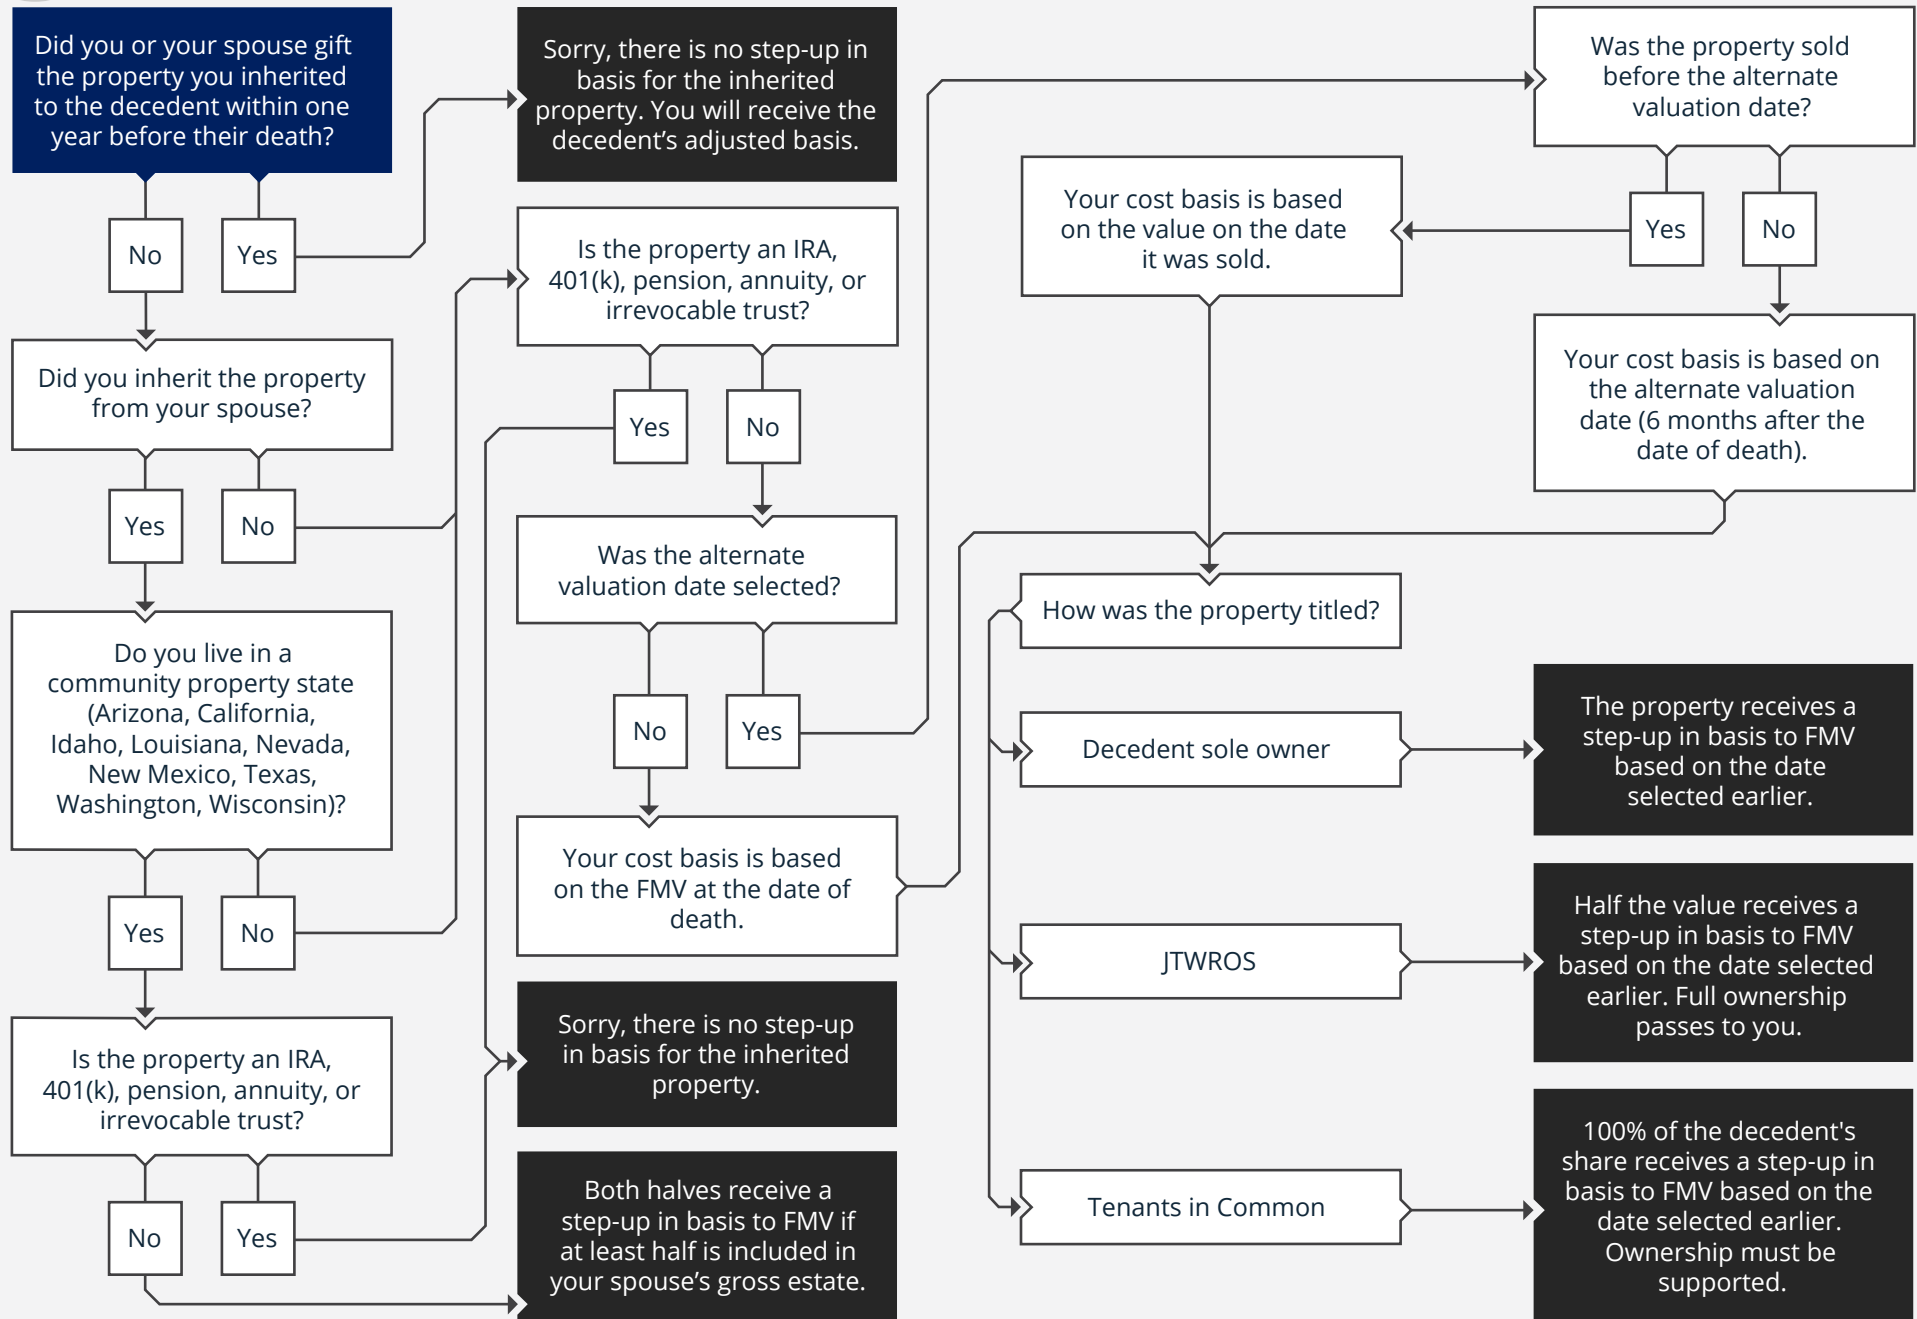 Did you or your spouse gift
the property you inherited
to the decedent within one
year before their death?
No
Yes
Sorry, there is no step-up in
basis for the inherited
property. You will receive the
decedent's adjusted basis.
Did you inherit the property
from your spouse?
Yes
No
Do you live in a
community property state
(Arizona, California,
Idaho, Louisiana, Nevada,
New Mexico, Texas,
Washington, Wisconsin)?
Yes
No
Is the property an IRA,
401(k), pension, annuity, or
irrevocable trust?
No
Yes
Is the property an IRA,
401(k), pension, annuity, or
irrevocable trust?
Yes
No
Was the alternate
valuation date selected?
No
Yes
Your cost basis is based
on the FMV at the date of
death.
Sorry, there is no step-up
in basis for the inherited
property.
Both halves receive a
step-up in basis to FMV if
at least half is included in
your spouse's gross estate.
Was the property sold
before the alternate
valuation date?
Yes
No
Your cost basis is based
on the value on the date
it was sold.
Your cost basis is based on
the alternate valuation
date (6 months after the
date of death).
How was the property titled?
Decedent sole owner
The property receives a
step-up in basis to FMV
based on the date
selected earlier.
JTWROS
Half the value receives a
step-up in basis to FMV
based on the date selected
earlier. Full ownership
passes to you.
Tenants in Common
100% of the decedent's
share receives a step-up in
basis to FMV based on the
date selected earlier.
Ownership must be
supported.